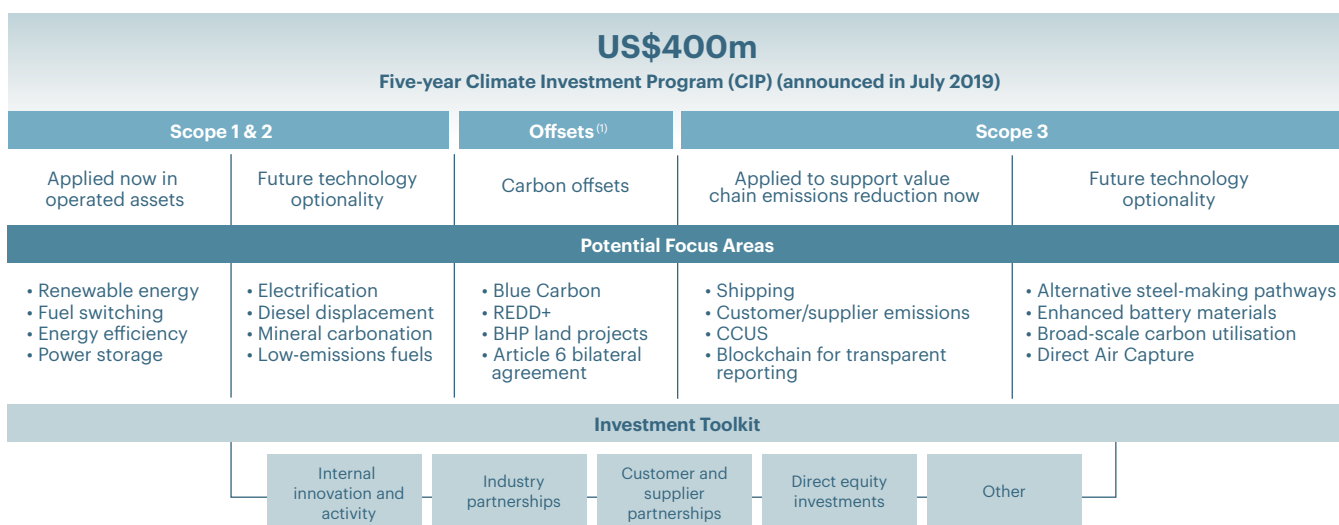 US$400m
Five-year Climate Investment Program (CIP) (announced in July 2019)
Scope 1 & 2
Offsets (1)
Scope 3
Applied now in
operated assets
Future technology
optionality
Carbon offsets
Applied to support value
chain emissions reduction now
Future technology
optionality
Potential Focus Areas
• Renewable energy
• Fuel switching
• Energy efficiency
• Power storage
• Electrification
• Diesel displacement
• Mineral carbonation
• Low-emissions fuels
• Blue Carbon
• REDD+
• BHP land projects
• Article 6 bilateral
agreement
• Shipping
• Customer/supplier emissions
• CCUS
• Blockchain for transparent
reporting
• Alternative steel-making pathways
• Enhanced battery materials
• Broad-scale carbon utilisation
• Direct Air Capture
Investment Toolkit
Internal
innovation and
activity
Industry
partnerships
Customer and
supplier
partnerships
Direct equity
investments
Other